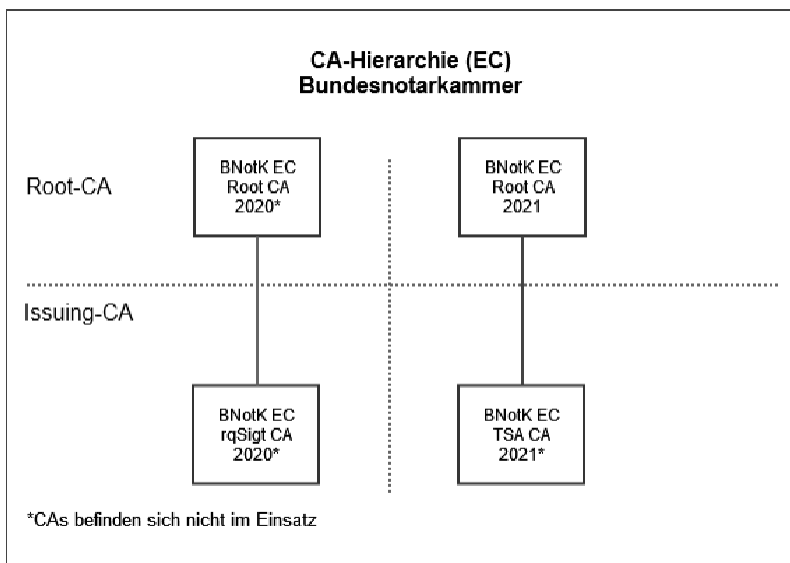 CA-Hierarchie (EC)
Bundesnotarkammer
Root-CA
BNotK EC
Root CA
2020*
BNotK EC
Root CA
2021
Issuing-CA
BNotK EC
rqSigt CA
2020*
BNotK EC
TSA CA
2021*
*CAs befinden sich nicht im Einsatz